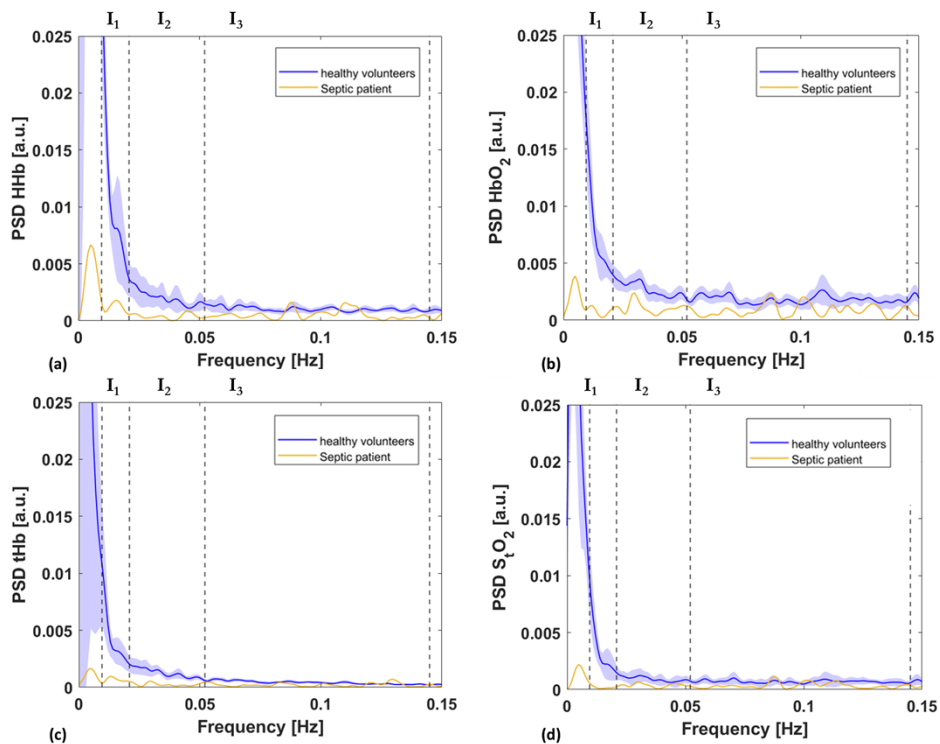 I₁ I₂ I₃
0.025
0.02
0.015
0.01
0.005
0
PSD HHb [a.u.]
healthy volunteers
Septic patient
0 0.05 0.1 0.15
Frequency [Hz]
(a)
I₁ I₂ I₃
0.025
0.02
0.015
0.01
0.005
0
PSD HbO₂ [a.u.]
healthy volunteers
Septic patient
0 0.05 0.1 0.15
Frequency [Hz]
(b)
I₁ I₂ I₃
0.025
0.02
0.015
0.01
0.005
0
PSD tHb [a.u.]
healthy volunteers
Septic patient
0 0.05 0.1 0.15
Frequency [Hz]
(c)
I₁ I₂ I₃
0.025
0.02
0.015
0.01
0.005
0
PSD SₜO₂ [a.u.]
healthy volunteers
Septic patient
0 0.05 0.1 0.15
Frequency [Hz]
(d)